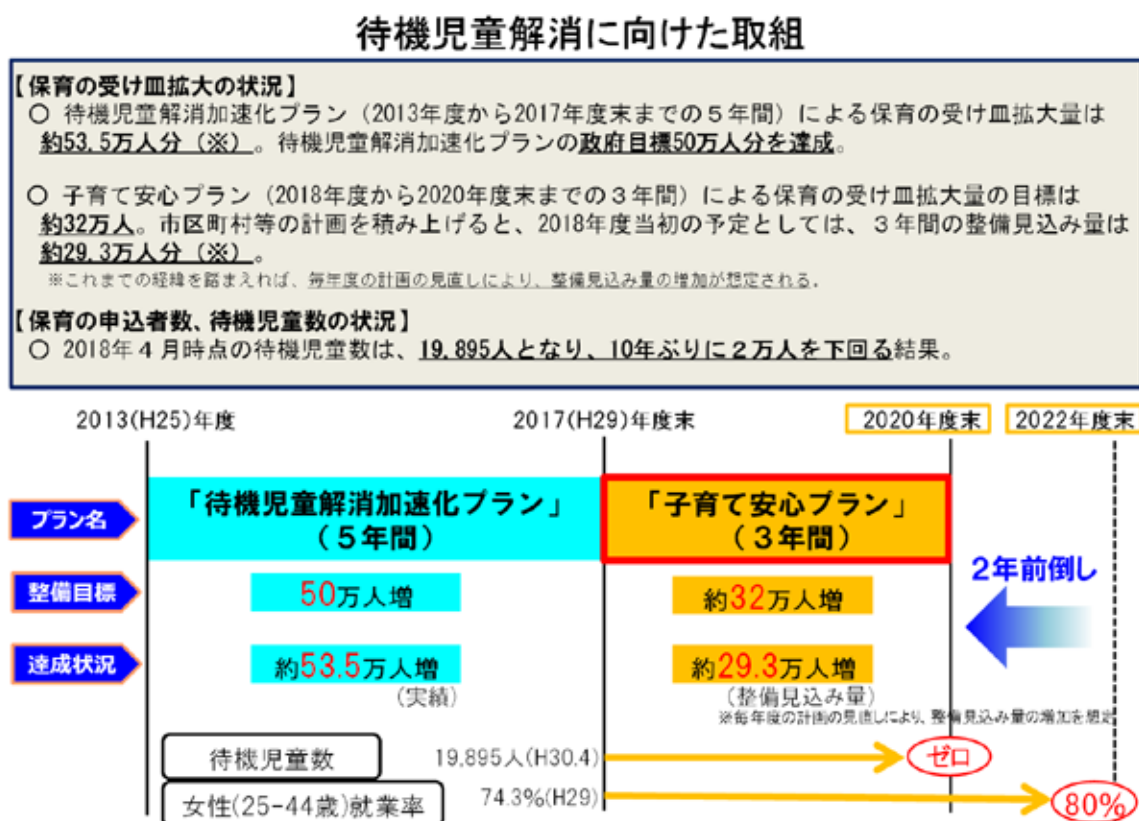 待機児童解消に向けた取組
【保育の受け皿拡大の状況】
○ 待機児童解消加速化プラン（2013年度から2017年度末までの５年間）による保育の受け皿拡大量は
約53.5万人分（※）。待機児童解消加速化プランの政府目標50万人分を達成。
○ 子育て安心プラン（2018年度から2020年度末までの３年間）による保育の受け皿拡大量の目標は
約32万人。市区町村等の計画を積み上げると、2018年度当初の予定としては、３年間の整備見込み量は
約29.3万人分（※）。
※これまでの経緯を踏まえれば、毎年度の計画の見直しにより、整備見込み量の増加が想定される。
【保育の申込者数、待機児童数の状況】
○ 2018年４月時点の待機児童数は、19,895人となり、10年ぶりに２万人を下回る結果。
2013(H25)年度 2017(H29)年度末 2020年度末 2022年度末
プラン名 「待機児童解消加速化プラン」 「子育て安心プラン」
（５年間） （３年間）
2年前倒し
整備目標 50万人増 約32万人増
達成状況 約53.5万人増 約29.3万人増
（実績） （整備見込み量）
※毎年度の計画の見直しにより、整備見込み量の増加を想定
待機児童数 19,895人(H30.4) ゼロ
女性(25-44歳)就業率 74.3%(H29) 80%